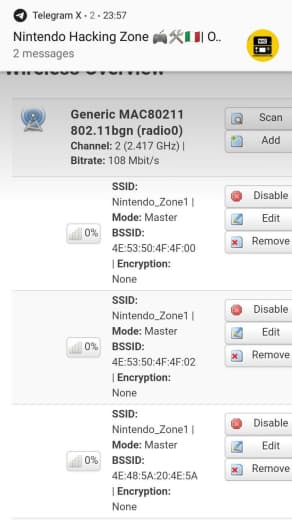 Telegram X • 2 • 23:57
Nintendo Hacking Zone 🎮🛠🇮🇹| O..
2 messages
Wireless Overview
Generic MAC80211
802.11bgn (radio0)
Channel: 2 (2.417 GHz) |
Bitrate: 108 Mbit/s
Scan
Add
SSID:
Nintendo_Zone1 |
Mode: Master
0% BSSID:
4E:53:50:4F:4F:00
| Encryption:
None
Disable
Edit
Remove
SSID:
Nintendo_Zone1 |
Mode: Master
0% BSSID:
4E:53:50:4F:4F:02
| Encryption:
None
Disable
Edit
Remove
SSID:
Nintendo_Zone1 |
Mode: Master
0% BSSID:
4E:48:5A:20:4E:5A
| Encryption:
None
Disable
Edit
Remove